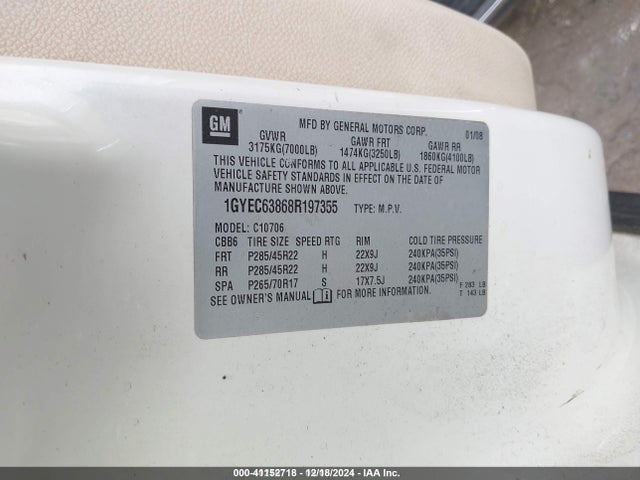 GM
MFD BY GENERAL MOTORS CORP. 01/08
GVWR GAWR FRT GAWR RR
3175KG(7000LB) 1474KG(3250LB) 1860KG(4100LB)
THIS VEHICLE CONFORMS TO ALL APPLICABLE U.S. FEDERAL MOTOR
VEHICLE SAFETY STANDARDS IN EFFECT ON THE DATE OF
MANUFACTURE SHOWN ABOVE.
1GYEC63868R197355 TYPE: M.P.V.
MODEL: C10706
CBB6 TIRE SIZE SPEED RTG RIM COLD TIRE PRESSURE
FRT P285/45R22 H 22X9J 240KPA(35PSI)
RR P285/45R22 H 22X9J 240KPA(35PSI)
SPA P265/70R17 S 17X7.5J 240KPA(35PSI)
SEE OWNER'S MANUAL FOR MORE INFORMATION.
F 283 LB
T 143 LB
000-41152718 - 12/18/2024 - IAA Inc.